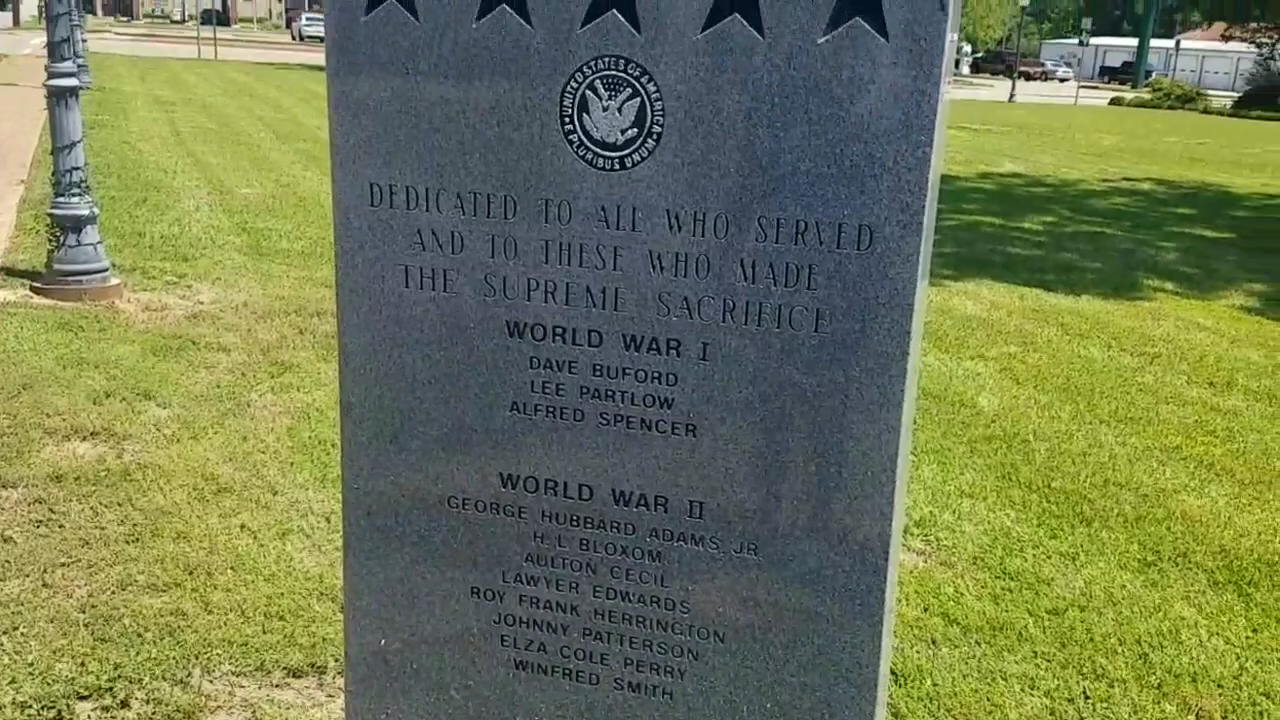 UNITED STATES OF AMERICA
E PLURIBUS UNUM
DEDICATED TO ALL WHO SERVED
AND TO THESE WHO MADE
THE SUPREME SACRIFICE
WORLD WAR I
DAVE BUFORD
LEE PARTLOW
ALFRED SPENCER
WORLD WAR II
GEORGE HUBBARD ADAMS, JR.
H. L. BLOXOM
AULTON CECIL
LAWYER EDWARDS
ROY FRANK HERRINGTON
JOHNNY PATTERSON
ELZA COLE PERRY
WINFRED SMITH